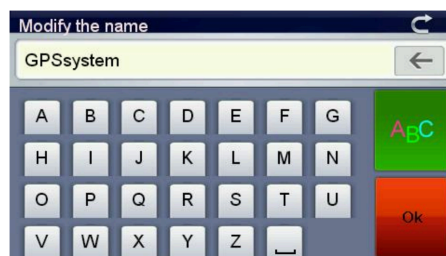 Modify the name
GPSsystem
A B C D E F G
ABC
H I J K L M N
O P Q R S T U
Ok
V W X Y Z